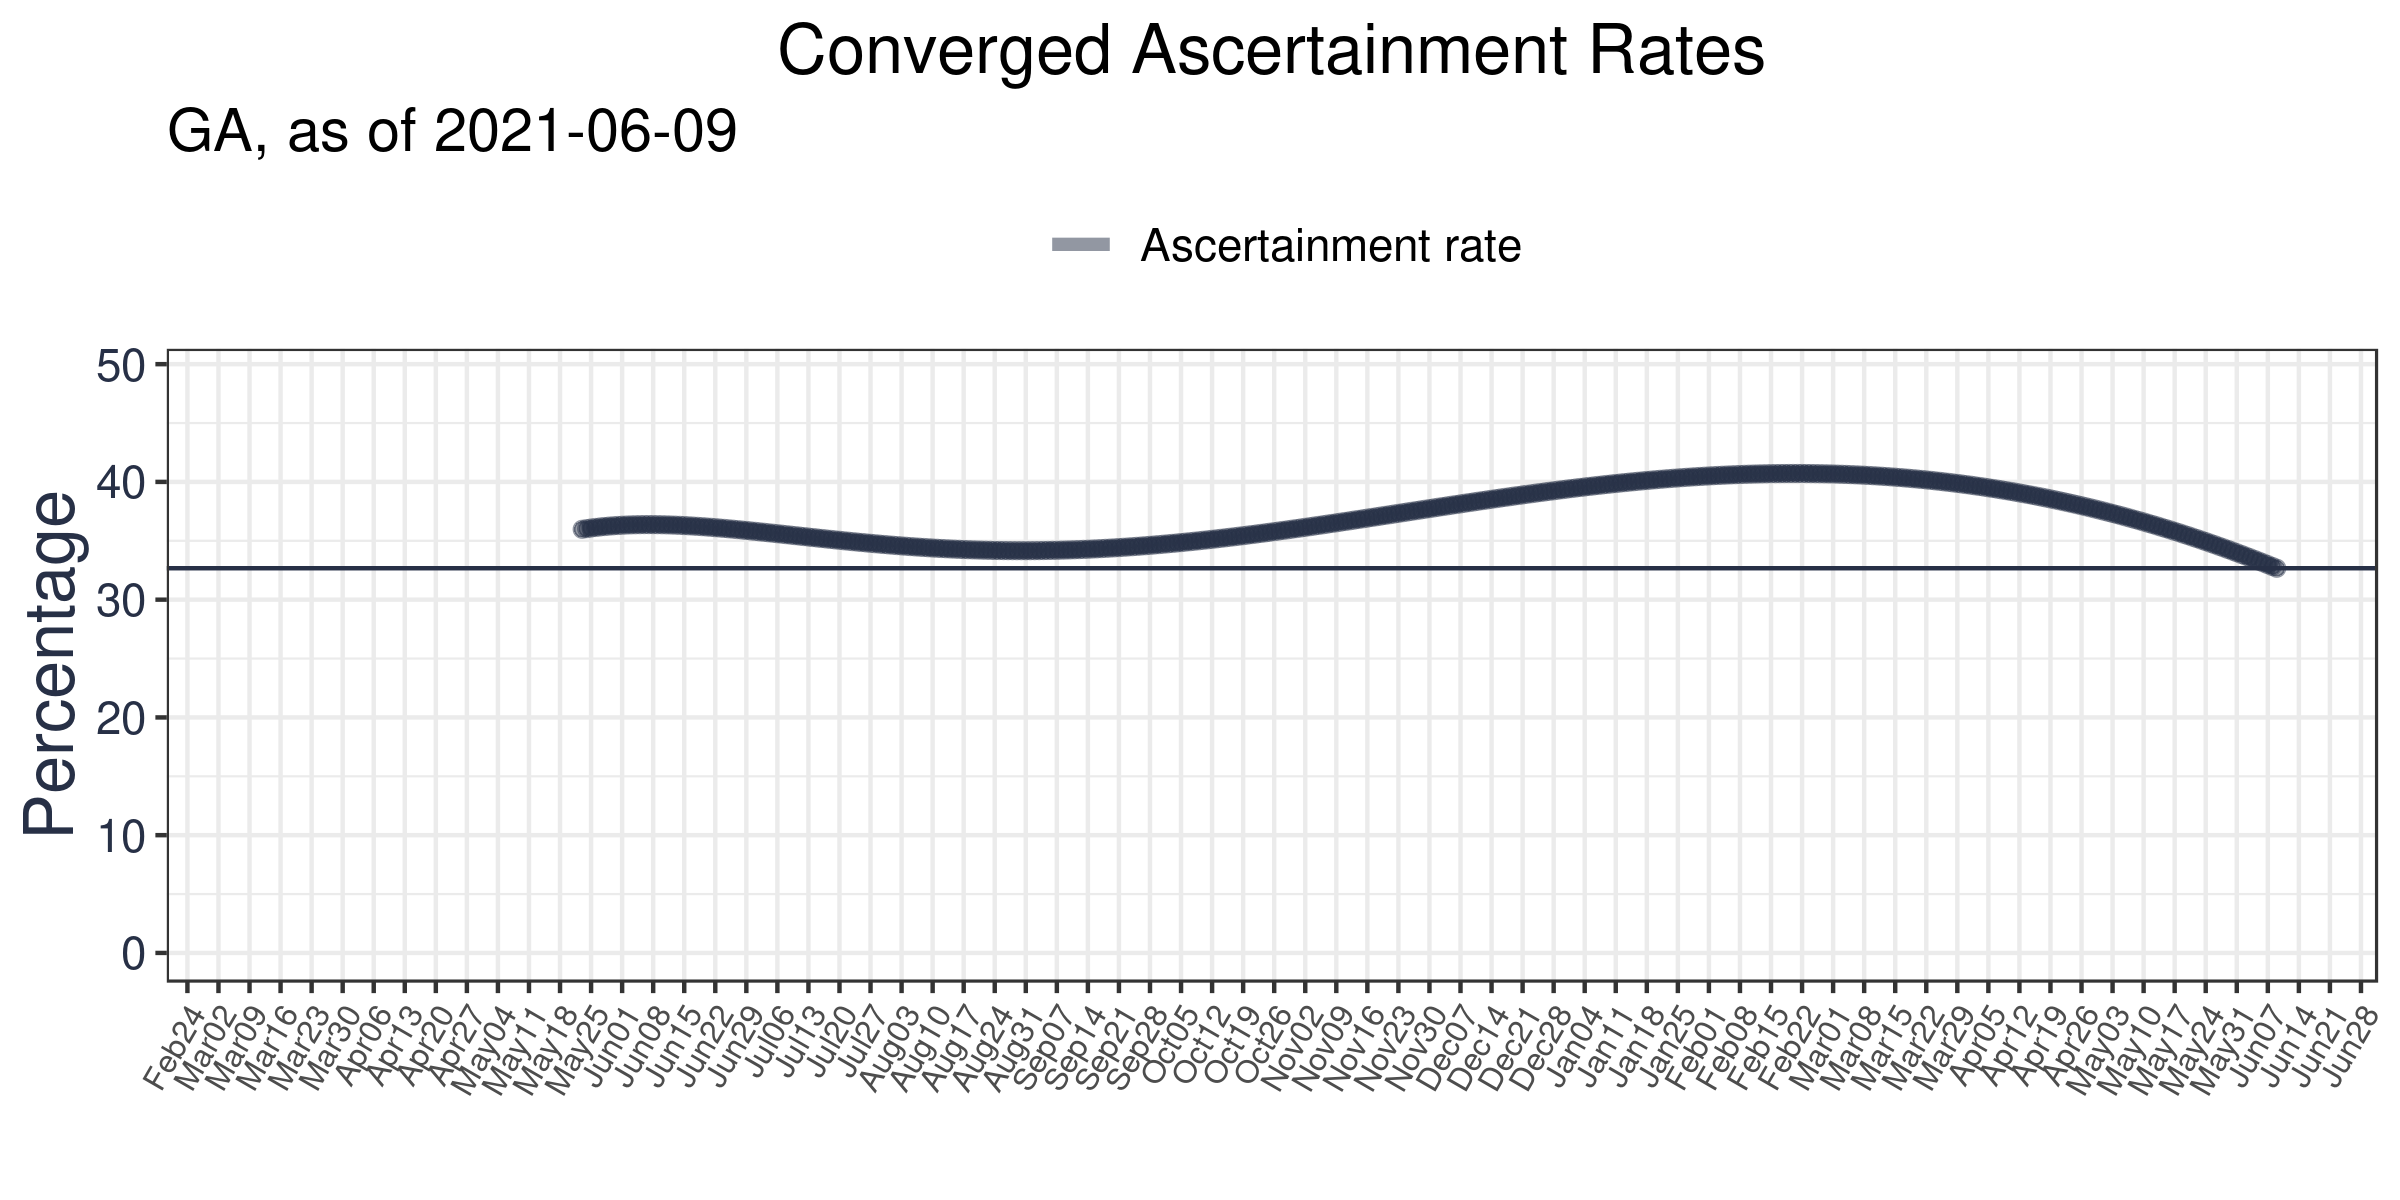 Converged Ascertainment Rates
GA, as of 2021-06-09
Ascertainment rate
Percentage
50
40
30
20
10
0
Feb24
Mar02
Mar09
Mar16
Mar23
Mar30
Apr06
Apr13
Apr20
Apr27
May04
May11
May18
May25
Jun01
Jun08
Jun15
Jun22
Jun29
Jul06
Jul13
Jul20
Jul27
Aug03
Aug10
Aug17
Aug24
Aug31
Sep07
Sep14
Sep21
Sep28
Oct05
Oct12
Oct19
Oct26
Nov02
Nov09
Nov16
Nov23
Nov30
Dec07
Dec14
Dec21
Dec28
Jan04
Jan11
Jan18
Jan25
Feb01
Feb08
Feb15
Feb22
Mar01
Mar08
Mar15
Mar22
Mar29
Apr05
Apr12
Apr19
Apr26
May03
May10
May17
May24
May31
Jun07
Jun14
Jun21
Jun28